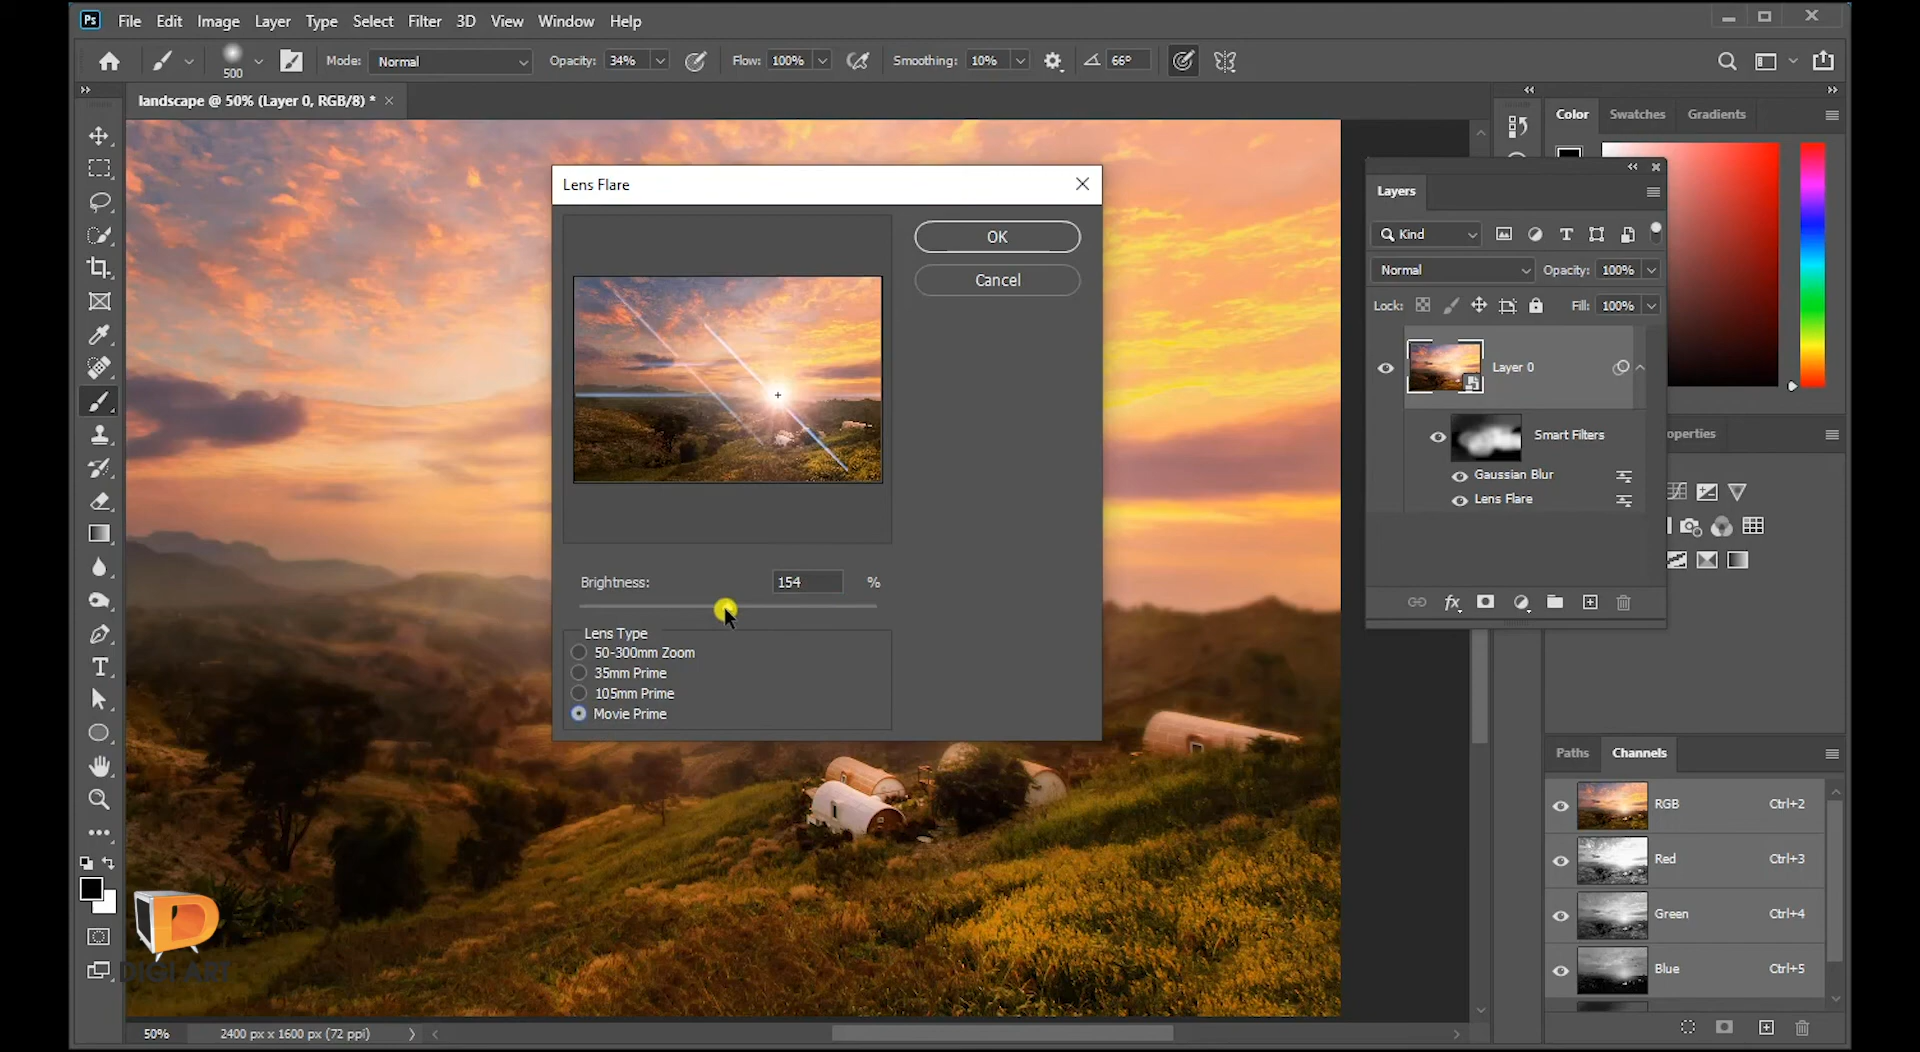 Ps File Edit Image Layer Type Select Filter 3D View Window Help
500 Mode: Normal Opacity: 34% Flow: 100% Smoothing: 10% 66°
landscape @ 50% (Layer 0, RGB/8) *
Color Swatches Gradients
Lens Flare
OK
Cancel
Brightness: 154 %
Lens Type
50-300mm Zoom
35mm Prime
105mm Prime
Movie Prime
Layers
Kind
Normal Opacity: 100%
Lock: Fill: 100%
Layer 0
Smart Filters
Gaussian Blur
Lens Flare
fx
operties
Paths Channels
RGB Ctrl+2
Red Ctrl+3
Green Ctrl+4
Blue Ctrl+5
DIGI ART
50% 2400 px x 1600 px (72 ppi)